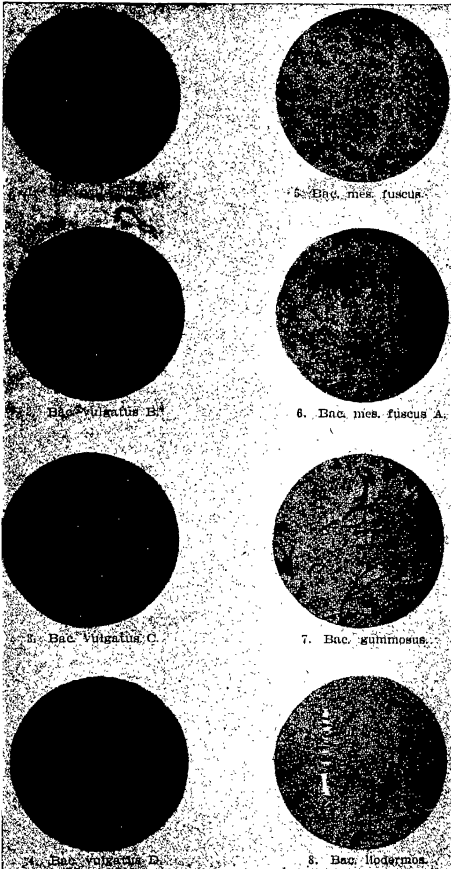 Bac. vulgatus B.
3. Bac. vulgatus C.
4. Bac. vulgatus D.
5. Bac. mes. fuscus.
6. Bac. mes. fuscus A.
7. Bac. gummosus.
8. Bac. liodermos.